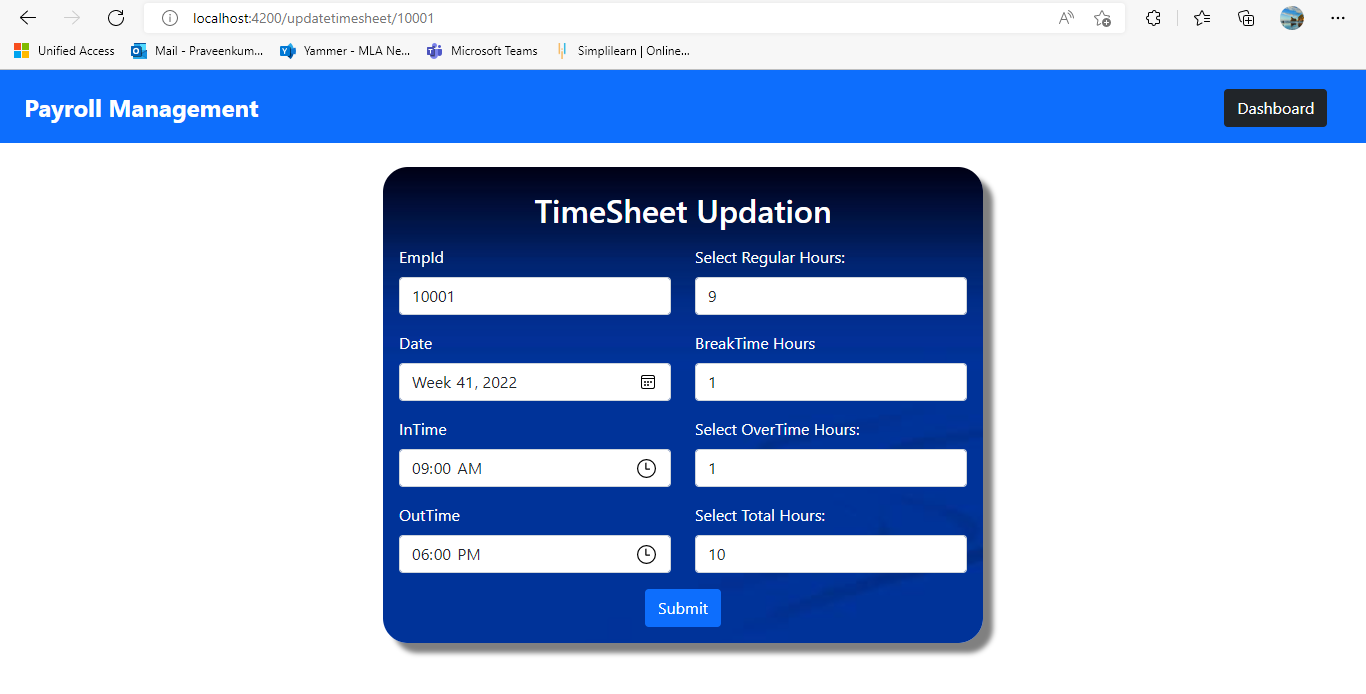 localhost:4200/updatetimesheet/10001
Unified Access Mail - Praveenkum... Yammer - MLA Ne... Microsoft Teams Simplilearn | Online...
Payroll Management Dashboard
TimeSheet Updation
EmpId Select Regular Hours:
10001 9
Date BreakTime Hours
Week 41, 2022 1
InTime Select OverTime Hours:
09:00 AM 1
OutTime Select Total Hours:
06:00 PM 10
Submit